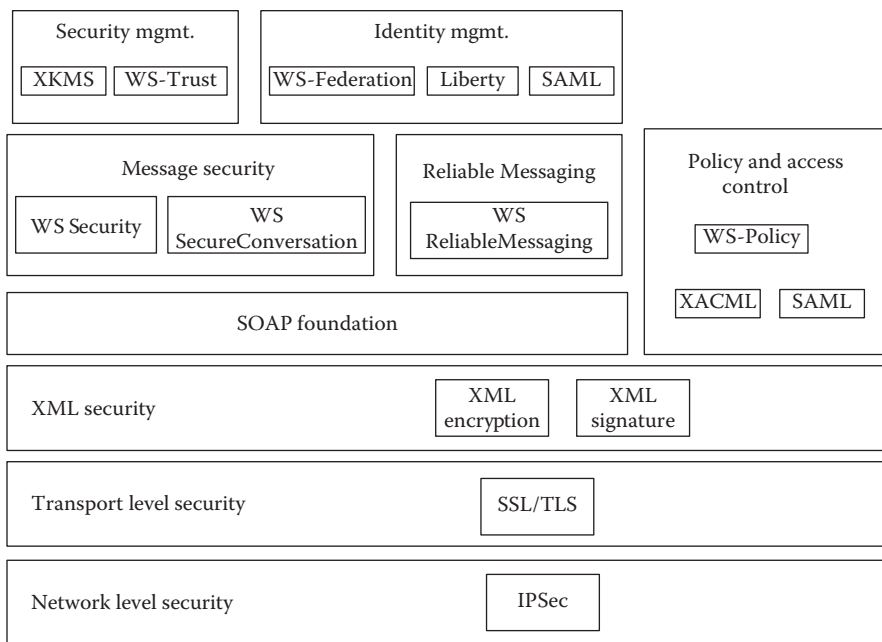 Security mgmt.
XKMS
WS-Trust
Identity mgmt.
WS-Federation
Liberty
SAML
Message security
WS Security
WS
SecureConversation
Reliable Messaging
WS
ReliableMessaging
Policy and access
control
WS-Policy
XACML
SAML
SOAP foundation
XML security
XML
encryption
XML
signature
Transport level security
SSL/TLS
Network level security
IPSec